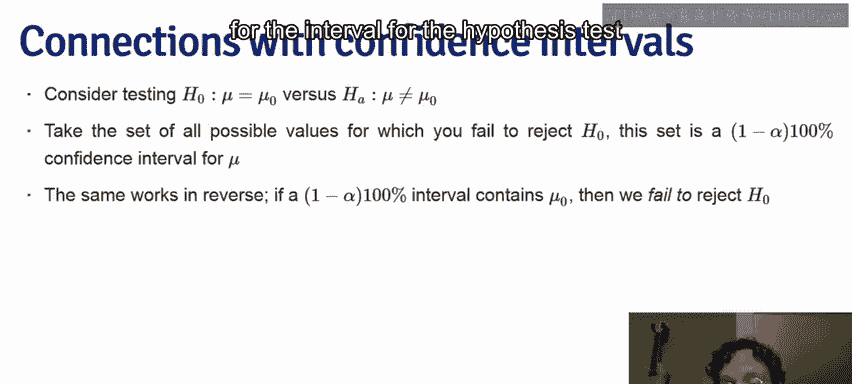 for the interval for the hypothesis test
Connections with confidence intervals
· Consider testing H₀ : μ = μ₀ versus Hₐ : μ ≠ μ₀
· Take the set of all possible values for which you fail to reject H₀, this set is a (1 − α)100%
confidence interval for μ
· The same works in reverse; if a (1 − α)100% interval contains μ₀, then we fail to reject H₀